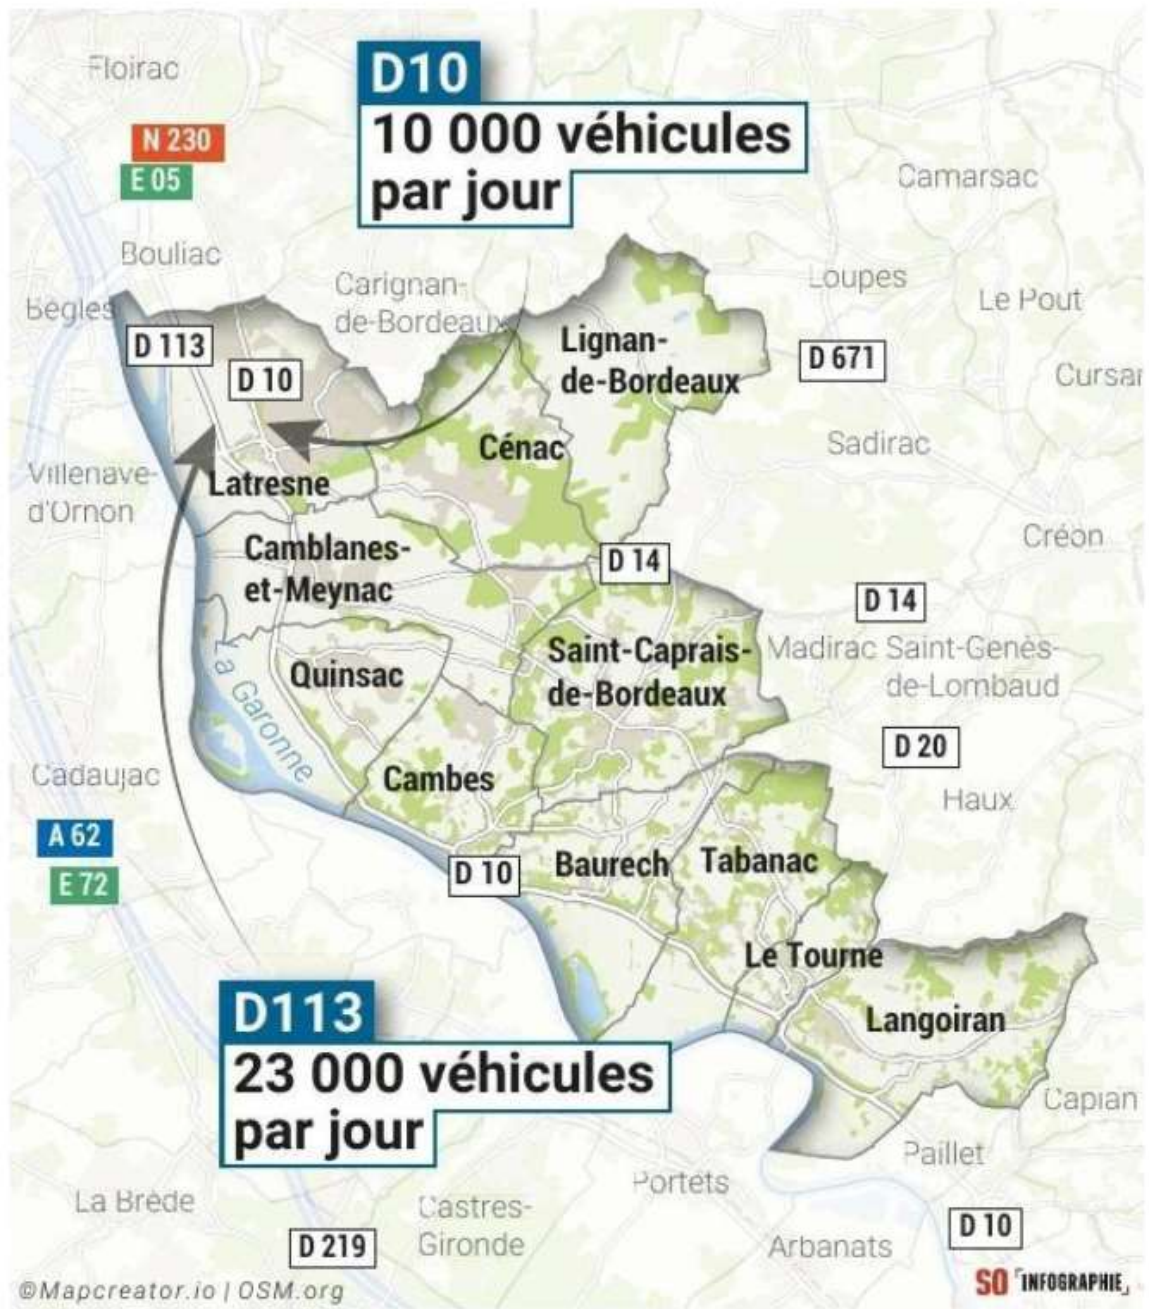 Floirac
D10
10 000 véhicules
par jour
N 230
E 05
Camarsac
Bouliac
Carignan-
de-Bordeaux
Loupes
Le Pout
Bègles
D 113
D 10
Lignan-
de-Bordeaux
D 671
Cursan
Cénac
Sadirac
Villenave-
d'Ornon
Latresne
Créon
Camblanes-
et-Meynac
D 14
D 14
La Garonne
Quinsac
Saint-Caprais-
de-Bordeaux
Madirac
Saint-Genès-
de-Lombaud
D 20
Cadaujac
Cambes
Haux
A 62
E 72
D 10
Baurech
Tabanac
Le Tourne
Langoiran
D113
23 000 véhicules
par jour
Capian
Paillet
Portets
La Brède
Castres-
Gironde
D 219
Arbanats
D 10
©Mapcreator.io | OSM.org
SO INFOGRAPHIE